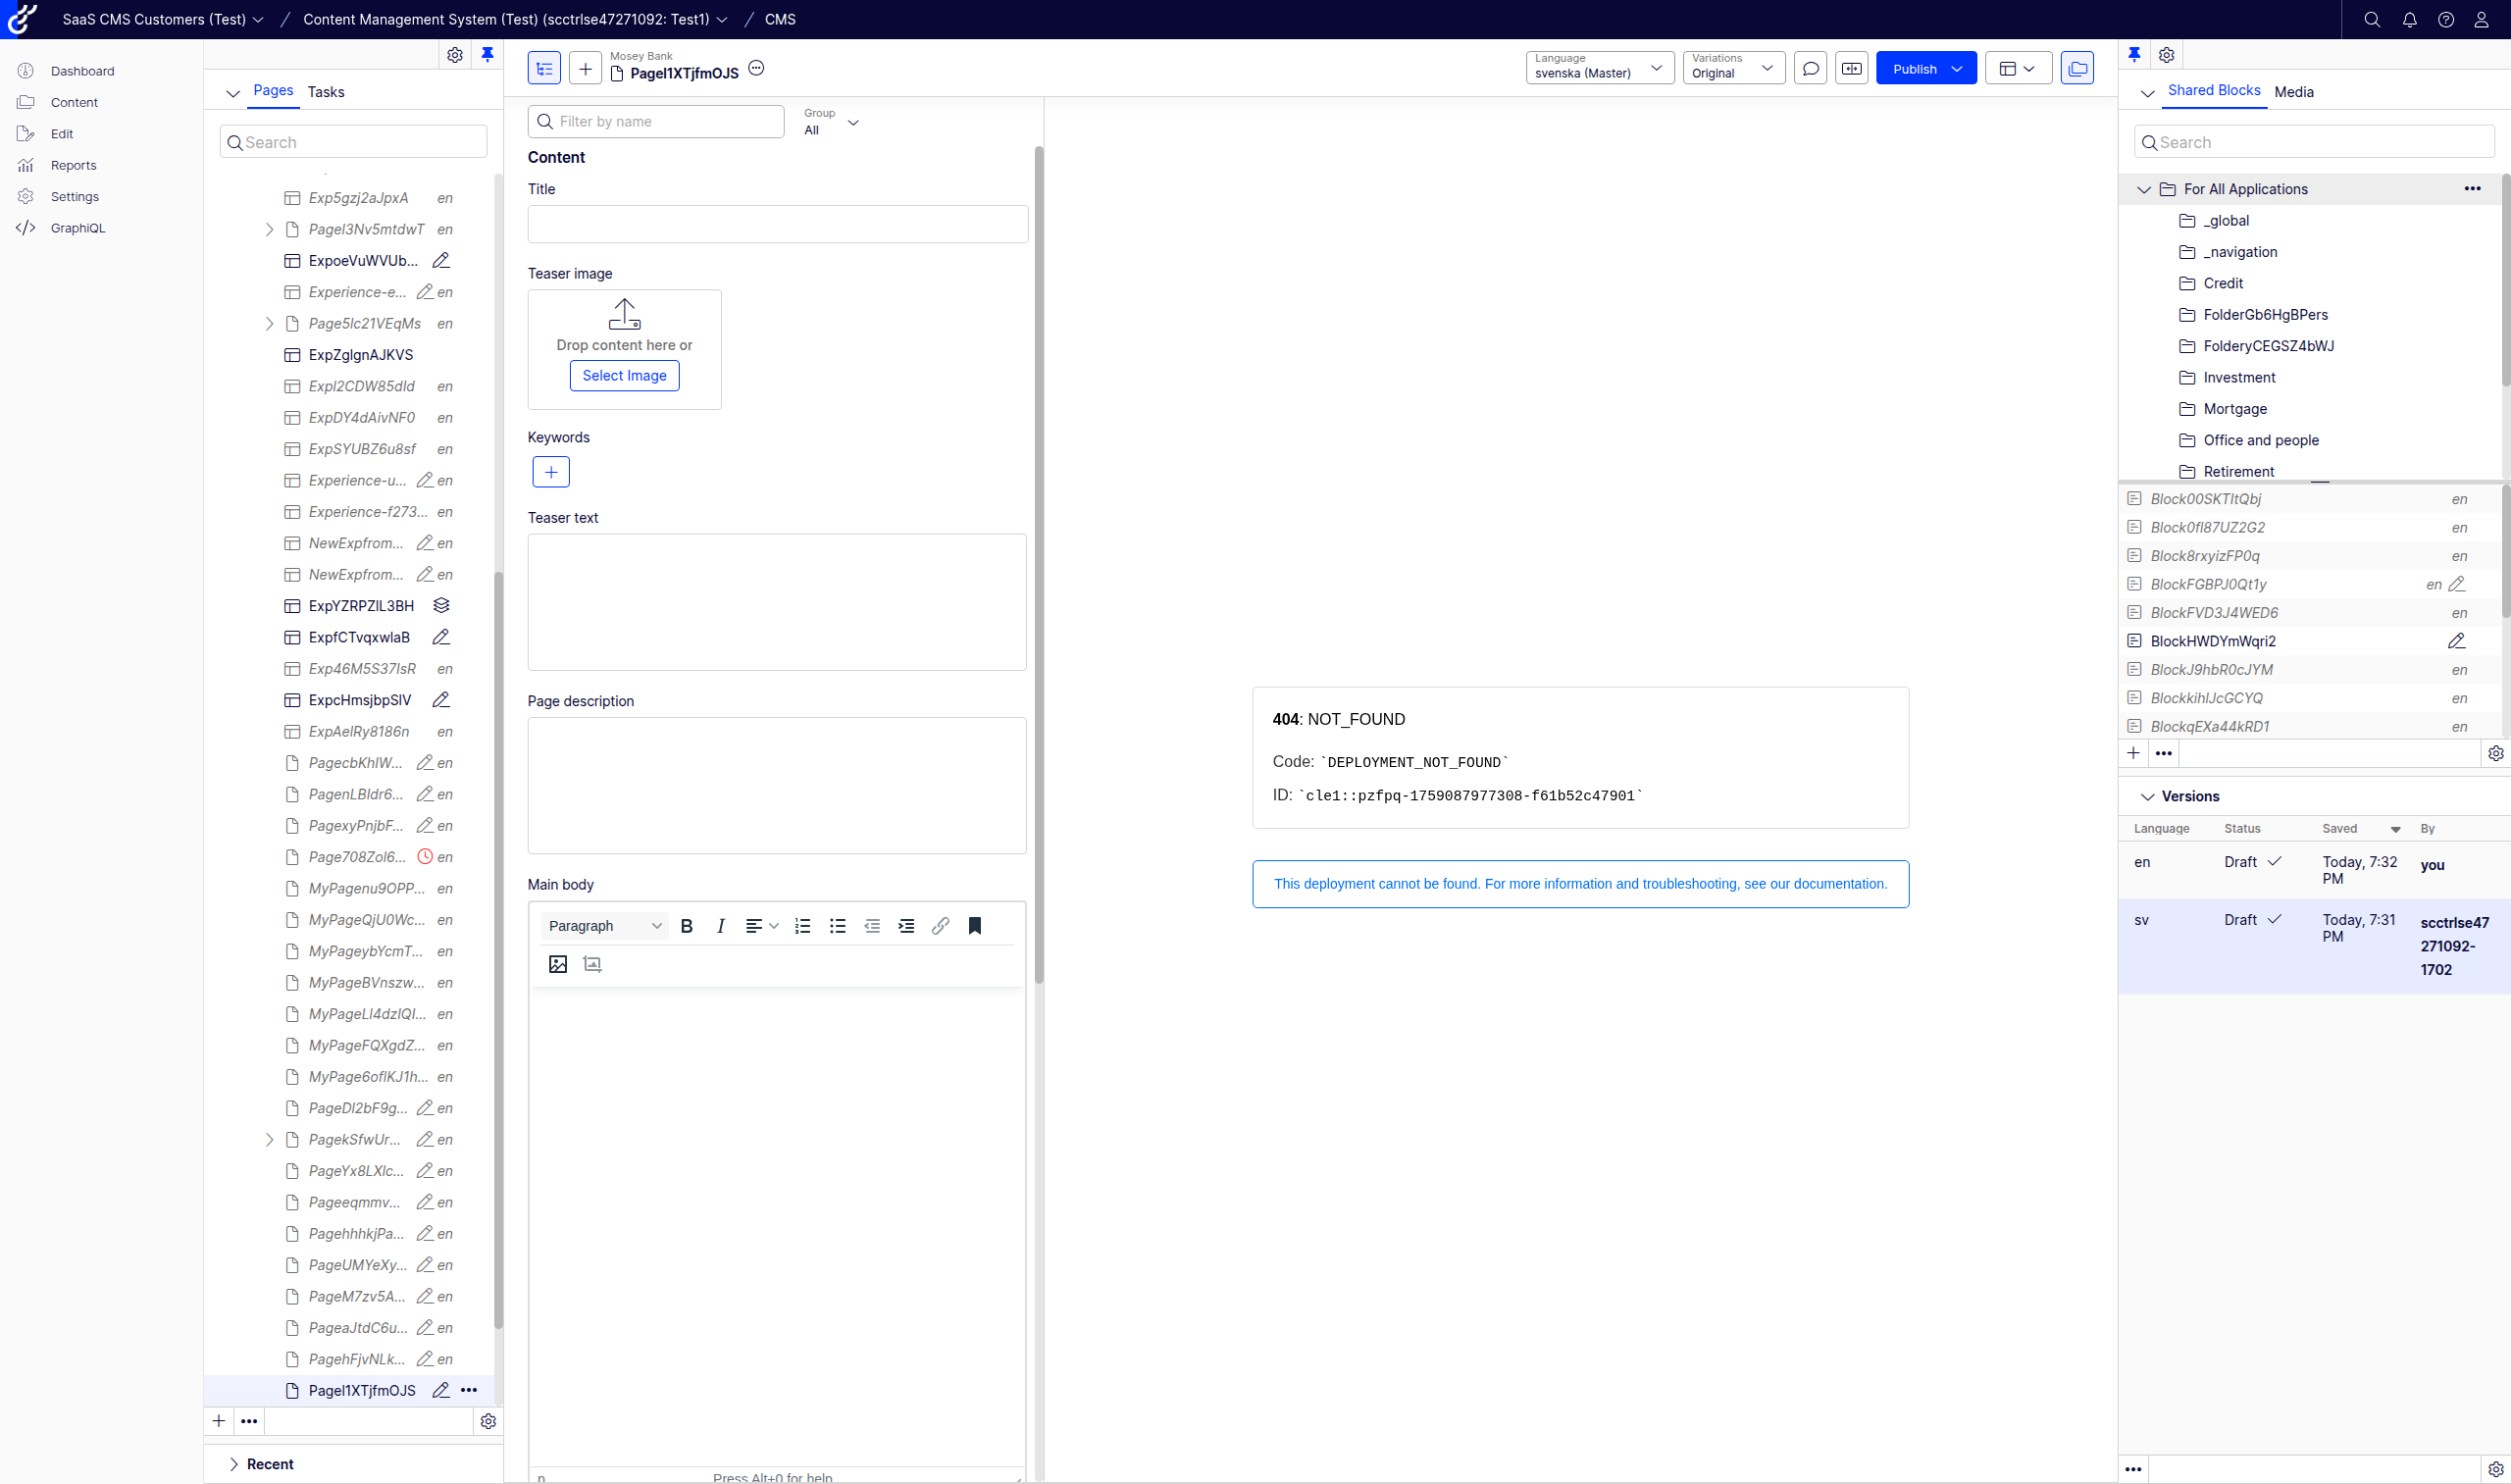 SaaS CMS Customers (Test) / Content Management System (Test) (scctrlse47271092: Test1) / CMS
Dashboard
Content
Edit
Reports
Settings
GraphiQL
Pages Tasks
Search
Exp5gzj2aJpxA en
PageI3Nv5mtdwT en
ExpoeVuWVUb...
Experience-e... en
Page5lc21VEqMs en
ExpZgIgnAJKVS
ExpI2CDW85dId en
ExpDY4dAivNF0 en
ExpSYUBZ6u8sf en
Experience-u... en
Experience-f273... en
NewExpfrom... en
NewExpfrom... en
ExpYZRPZIL3BH
ExpfCTvqxwIaB
Exp46M5S37lsR en
ExpcHmsjbpSIV
ExpAelRy8186n en
PagecbKhlW... en
PagenLBldr6... en
PagexyPnjbF... en
Page708Zol6... en
MyPagenu9OPP... en
MyPageQjU0Wc... en
MyPageybYcmT... en
MyPageBVnszw... en
MyPageLl4dzlQl... en
MyPageFQXgdZ... en
MyPage6oflKJ1h... en
PageDl2bF9g... en
PagekSfwUr... en
PageYx8LXlc... en
Pageeqmmv... en
PagehhhkjPa... en
PageUMYeXy... en
PageM7zv5A... en
PageaJtdC6u... en
PagehFjvNLk... en
PageI1XTjfmOJS
Recent
Mosey Bank
PageI1XTjfmOJS
Language
svenska (Master)
Variations
Original
Publish
Filter by name
Group
All
Content
Title
Teaser image
Drop content here or
Select Image
Keywords
Teaser text
Page description
Main body
Paragraph
p Press Alt+0 for help
404: NOT_FOUND
Code: `DEPLOYMENT_NOT_FOUND`
ID: `cle1::pzfpq-1759087977308-f61b52c47901`
This deployment cannot be found. For more information and troubleshooting, see our documentation.
Shared Blocks Media
Search
For All Applications
_global
_navigation
Credit
FolderGb6HgBPers
FolderyCEGSZ4bWJ
Investment
Mortgage
Office and people
Retirement
Block00SKTltQbj en
Block0fl87UZ2G2 en
Block8rxyizFP0q en
BlockFGBPJ0Qt1y en
BlockFVD3J4WED6 en
BlockHWDYmWqri2
BlockJ9hbR0cJYM en
BlockkihlJcGCYQ en
BlockqEXa44kRD1 en
Versions
Language Status Saved By
en Draft Today, 7:32 PM you
sv Draft Today, 7:31 PM scctrlse47271092-1702